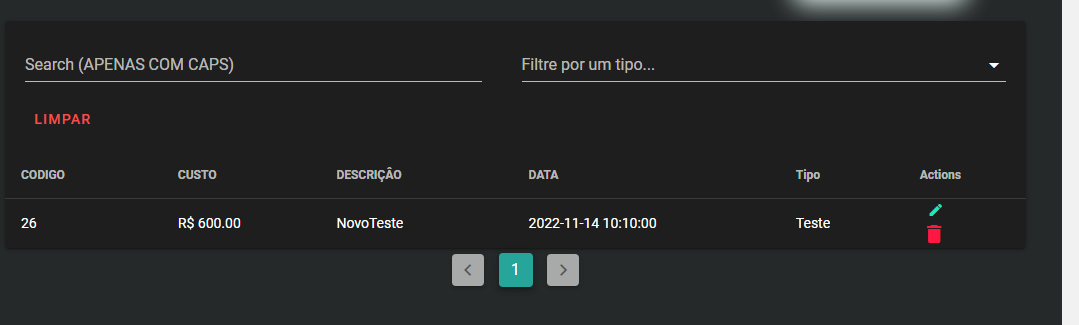 Search (APENAS COM CAPS) Filtre por um tipo...
LIMPAR
CODIGO CUSTO DESCRIÇÂO DATA Tipo Actions
26 R$ 600.00 NovoTeste 2022-11-14 10:10:00 Teste
1